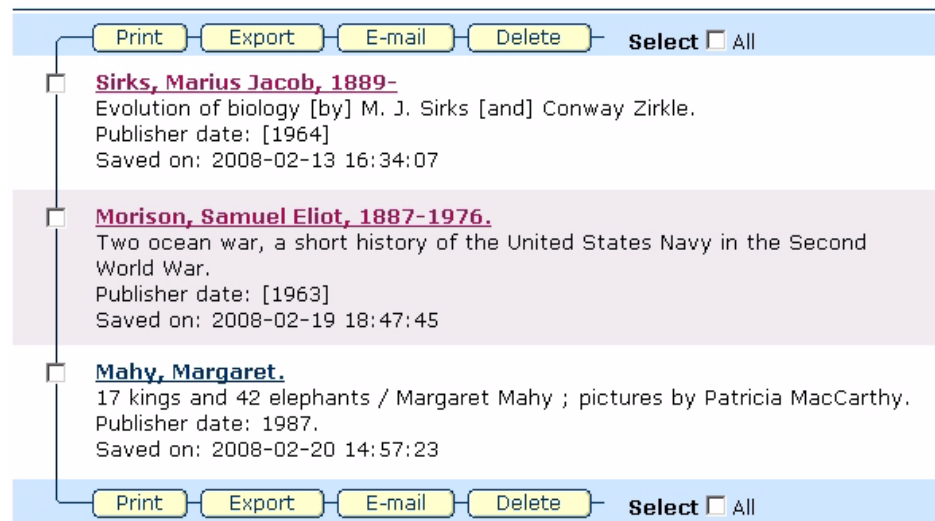 Print Export E-mail Delete Select All
Sirks, Marius Jacob, 1889-
Evolution of biology [by] M. J. Sirks [and] Conway Zirkle.
Publisher date: [1964]
Saved on: 2008-02-13 16:34:07
Morison, Samuel Eliot, 1887-1976.
Two ocean war, a short history of the United States Navy in the Second
World War.
Publisher date: [1963]
Saved on: 2008-02-19 18:47:45
Mahy, Margaret.
17 kings and 42 elephants / Margaret Mahy ; pictures by Patricia MacCarthy.
Publisher date: 1987.
Saved on: 2008-02-20 14:57:23
Print Export E-mail Delete Select All